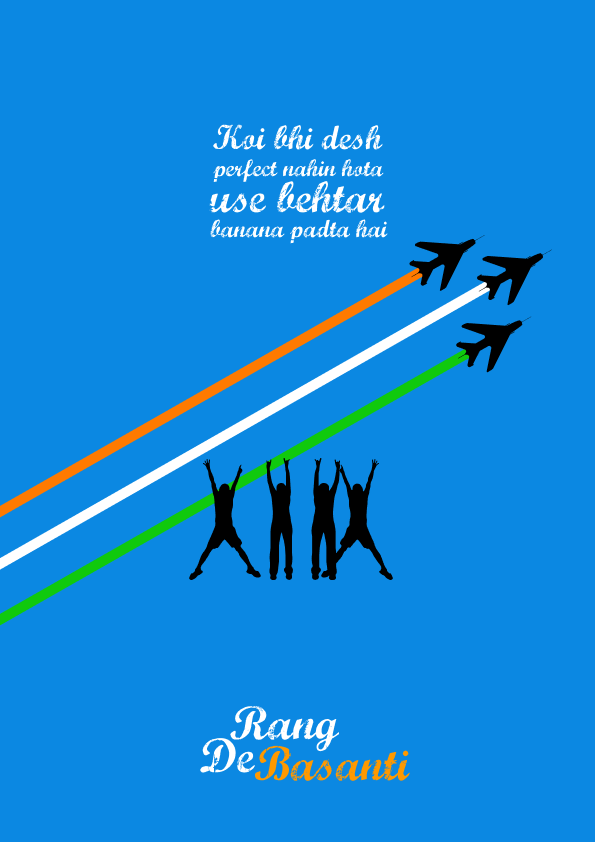 Koi bhi desh
perfect nahin hota
use behtar
banana padta hai
Rang
De Basanti